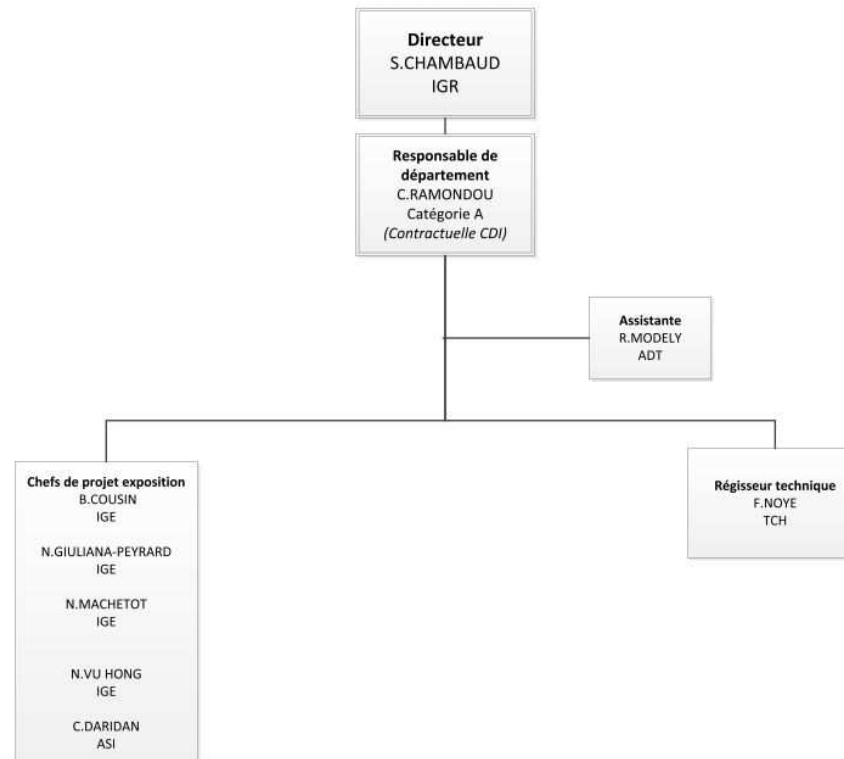 Directeur
S.CHAMBAUD
IGR
Responsable de
département
C.RAMONDOU
Catégorie A
(Contractuelle CDI)
Assistante
R.MODELY
ADT
Chefs de projet exposition
B.COUSIN
IGE
N.GIULIANA-PEYRARD
IGE
N.MACHETOT
IGE
N.VU HONG
IGE
C.DARIDAN
ASI
Régisseur technique
F.NOYE
TCH